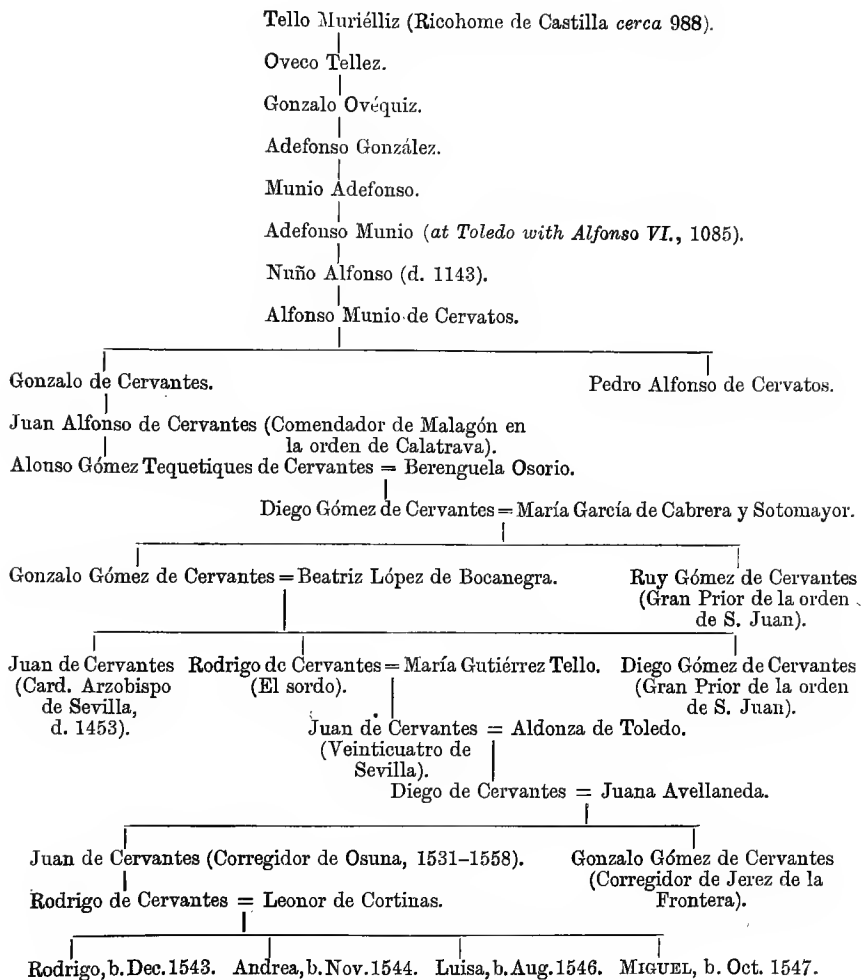 Tello Muriélliz (Ricohome de Castilla cerca 988).
Oveco Tellez.
Gonzalo Ovéquiz.
Adefonso González.
Munio Adefonso.
Adefonso Munio (at Toledo with Alfonso VI., 1085).
Nuño Alfonso (d. 1143).
Alfonso Munio de Cervatos.
Gonzalo de Cervantes. Pedro Alfonso de Cervatos.
Juan Alfonso de Cervantes (Comendador de Malagón en
la orden de Calatrava).
Alonso Gómez Tequetiques de Cervantes = Berenguela Osorio.
Diego Gómez de Cervantes = María García de Cabrera y Sotomayor.
Gonzalo Gómez de Cervantes = Beatriz López de Bocanegra. Ruy Gómez de Cervantes
(Gran Prior de la orden
de S. Juan).
Juan de Cervantes Rodrigo de Cervantes = María Gutiérrez Tello. Diego Gómez de Cervantes
(Card. Arzobispo (El sordo). (Gran Prior de la orden
de Sevilla, de S. Juan).
d. 1453). Juan de Cervantes = Aldonza de Toledo.
(Veinticuatro de
Sevilla).
Diego de Cervantes = Juana Avellaneda.
Juan de Cervantes (Corregidor de Osuna, 1531–1558). Gonzalo Gómez de Cervantes
(Corregidor de Jerez de la
Rodrigo de Cervantes = Leonor de Cortinas. Frontera).
Rodrigo, b. Dec. 1543. Andrea, b. Nov. 1544. Luisa, b. Aug. 1546. MIGUEL, b. Oct. 1547.